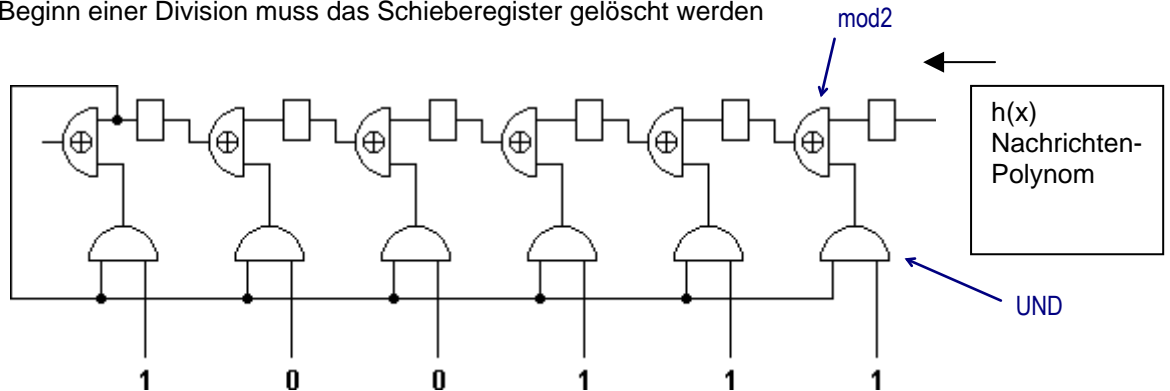 Beginn einer Division muss das Schieberegister gelöscht werden
mod2
h(x)
Nachrichten-
Polynom
UND
1 0 0 1 1 1